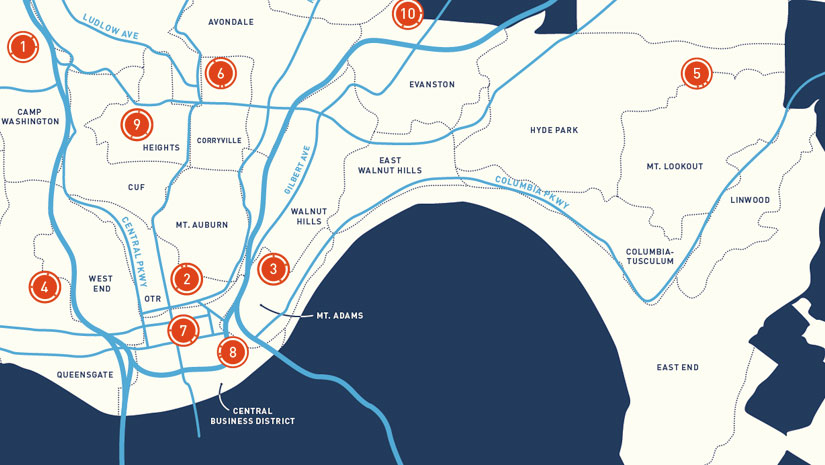 10
AVONDALE
LUDLOW AVE
1
6
5
EVANSTON
CAMP
WASHINGTON
9
HEIGHTS
CORRYVILLE
HYDE PARK
GILBERT AVE
EAST
WALNUT HILLS
MT. LOOKOUT
CUF
COLUMBIA PKWY
LINWOOD
WALNUT
HILLS
MT. AUBURN
CENTRAL PKWY
COLUMBIA-
TUSCULUM
3
2
WEST
END
4
OTR
MT. ADAMS
7
8
QUEENSGATE
EAST END
CENTRAL
BUSINESS DISTRICT